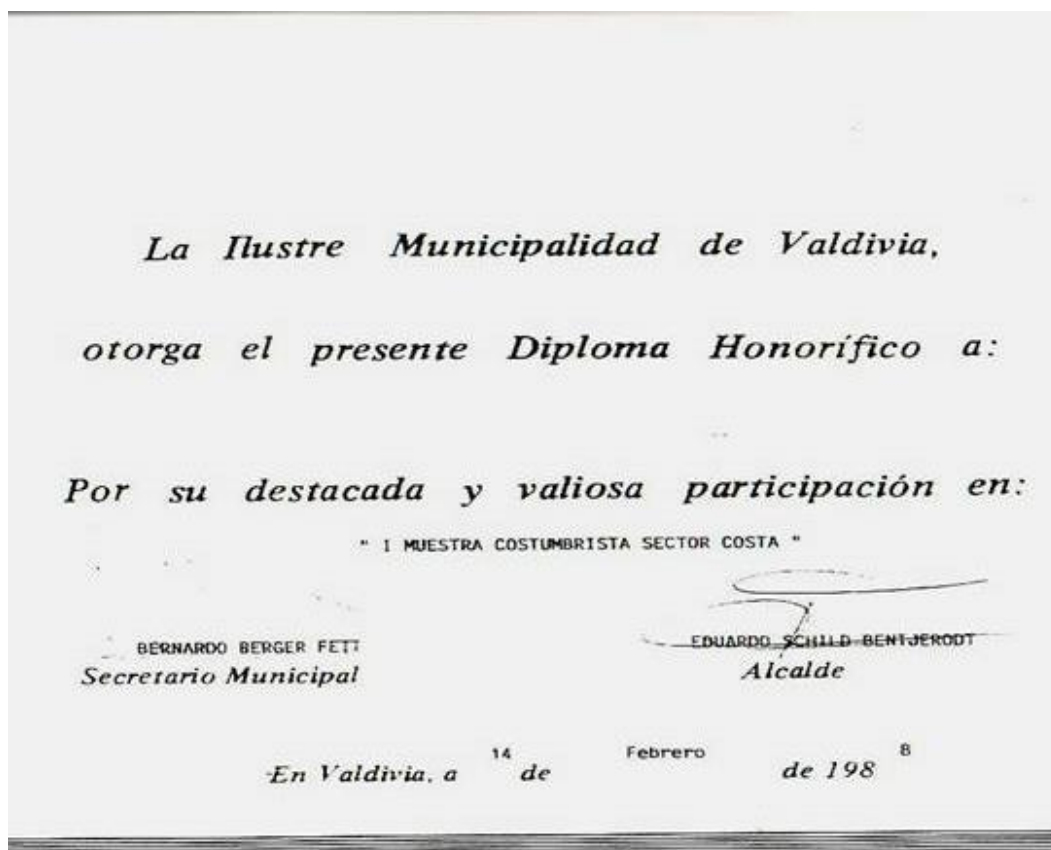 La Ilustre Municipalidad de Valdivia,
otorga el presente Diploma Honorífico a:
Por su destacada y valiosa participación en:
" I MUESTRA COSTUMBRISTA SECTOR COSTA "
BERNARDO BERGER FETT
Secretario Municipal
EDUARDO SCHILD BENTJERODT
Alcalde
En Valdivia, a 14 de Febrero de 198 8